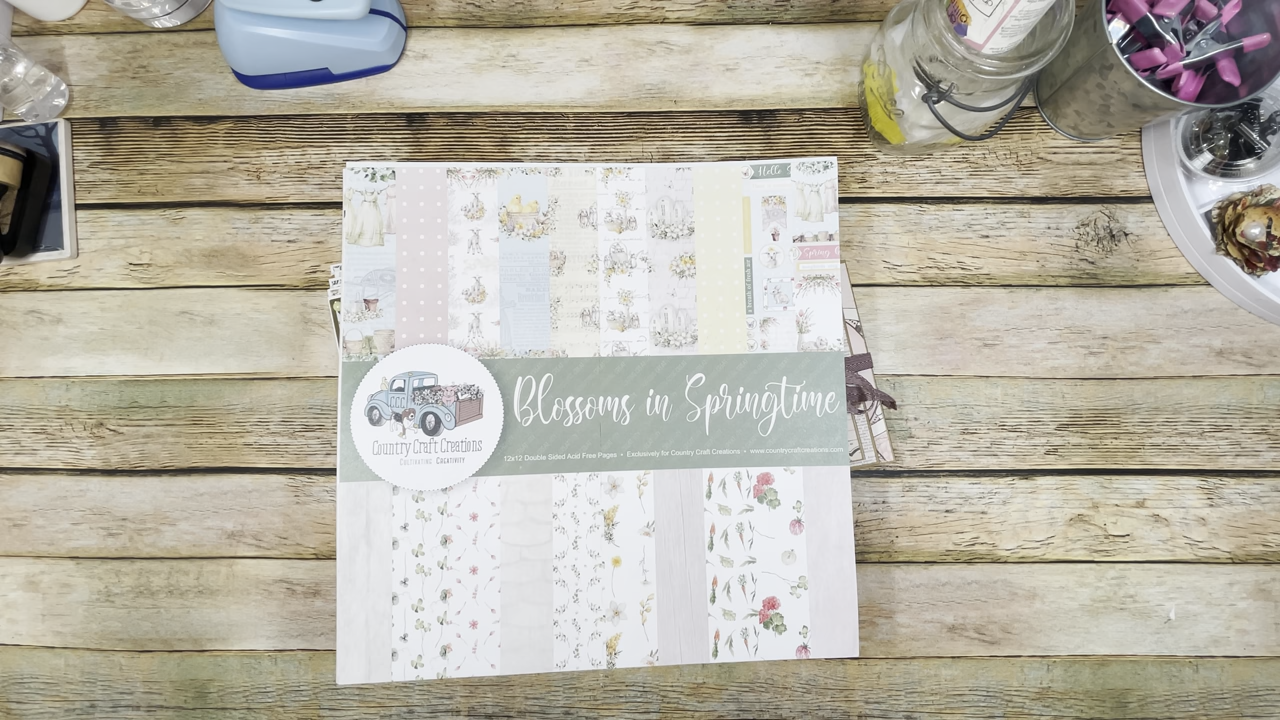 Hello
Spring
CCC
Blossoms in Springtime
Country Craft Creations
Cultivating Creativity
12x12 Double Sided Acid Free Pages • Exclusively for Country Craft Creations • www.countrycraftcreations.com